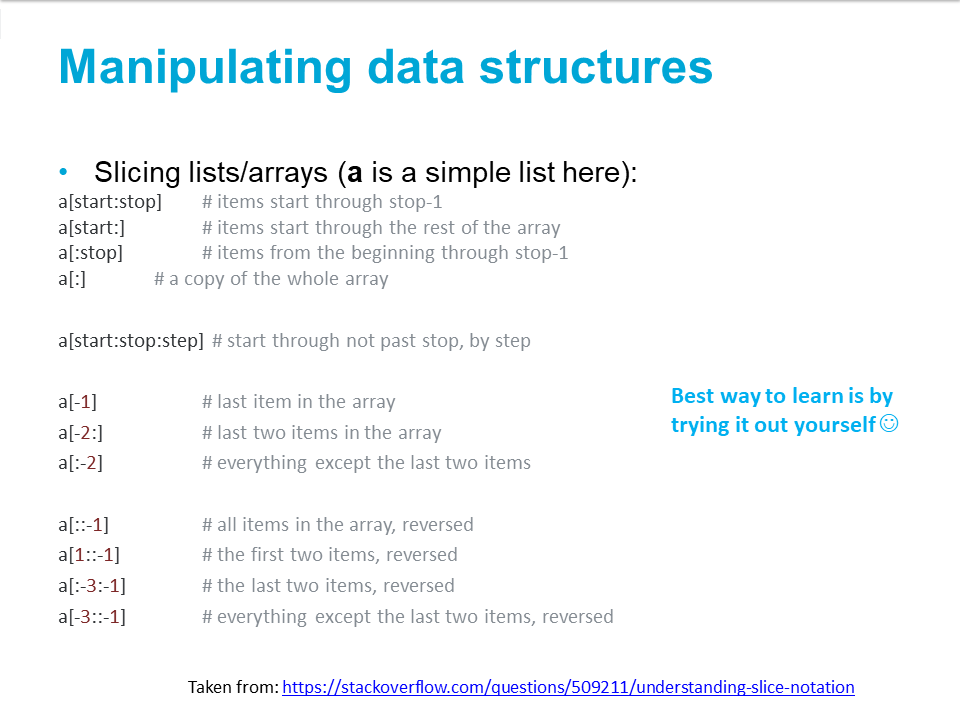 Manipulating data structures
• Slicing lists/arrays (a is a simple list here):
a[start:stop] # items start through stop-1
a[start:] # items start through the rest of the array
a[:stop] # items from the beginning through stop-1
a[:] # a copy of the whole array
a[start:stop:step] # start through not past stop, by step
a[-1] # last item in the array
a[-2:] # last two items in the array
a[:-2] # everything except the last two items
Best way to learn is by
trying it out yourself ☺
a[::-1] # all items in the array, reversed
a[1::-1] # the first two items, reversed
a[:-3:-1] # the last two items, reversed
a[-3::-1] # everything except the last two items, reversed
Taken from: https://stackoverflow.com/questions/509211/understanding-slice-notation